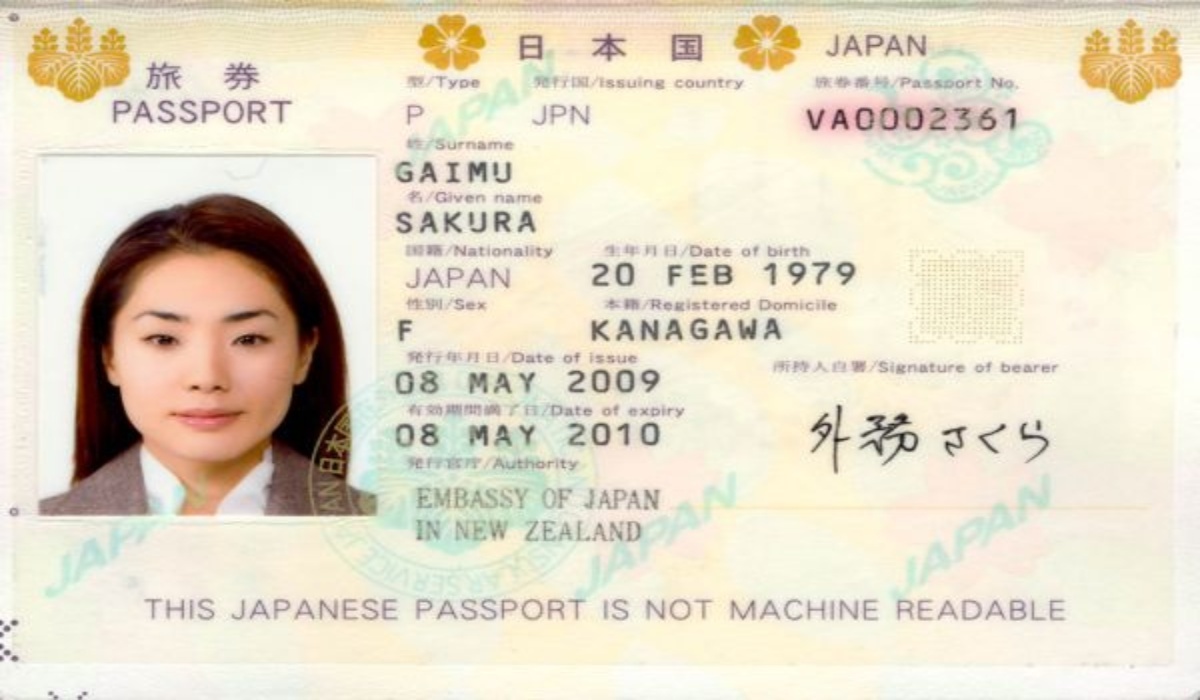 日本国 JAPAN
旅券
PASSPORT
型/Type 発行国/Issuing country 旅券番号/Passport No.
P JPN VA0002361
姓/Surname
GAIMU
名/Given name
SAKURA
国籍/Nationality 生年月日/Date of birth
JAPAN 20 FEB 1979
性別/Sex 本籍/Registered Domicile
F KANAGAWA
発行年月日/Date of issue 所持人自署/Signature of bearer
08 MAY 2009
有効期間満了日/Date of expiry
08 MAY 2010
外務さくら
発行官庁/Authority
EMBASSY OF JAPAN
IN NEW ZEALAND
JAPAN
JAPAN
JAPAN
JAPAN
THIS JAPANESE PASSPORT IS NOT MACHINE READABLE